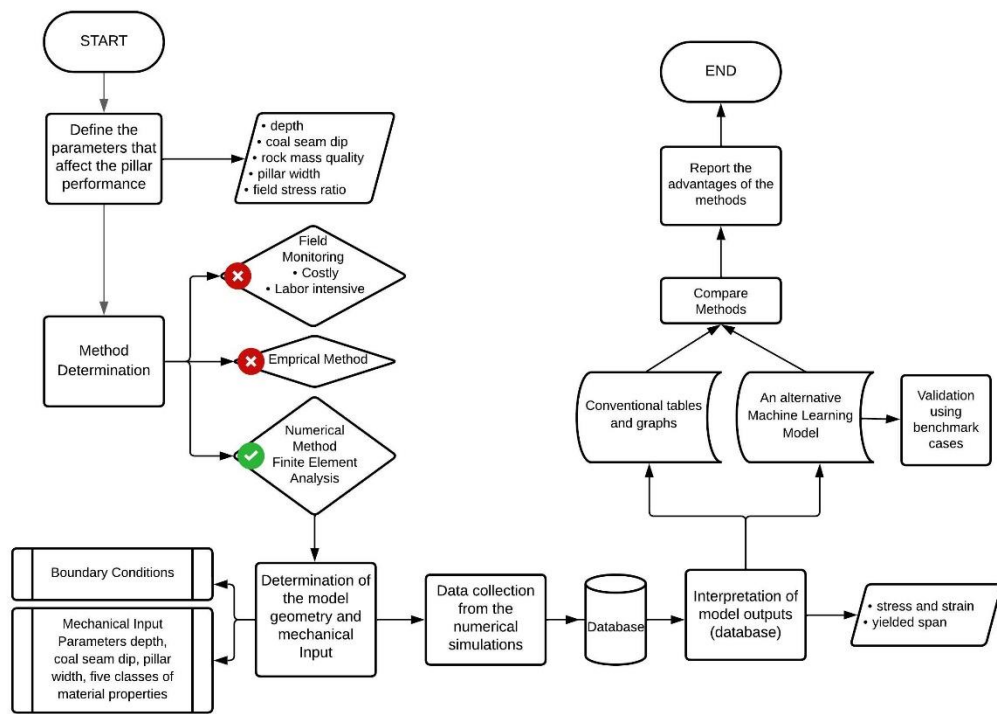 START
Define the
parameters that
affect the pillar
performance
• depth
• coal seam dip
• rock mass quality
• pillar width
• field stress ratio
Method
Determination
Field
Monitoring
• Costly
• Labor intensive
Emprical Method
Numerical
Method
Finite Element
Analysis
Boundary Conditions
Mechanical Input
Parameters depth,
coal seam dip, pillar
width, five classes of
material properties
Determination of
the model
geometry and
mechanical
Input
Data collection
from the
numerical
simulations
Database
Interpretation of
model outputs
(database)
• stress and strain
• yielded span
Conventional tables
and graphs
An alternative
Machine Learning
Model
Validation
using
benchmark
cases
Compare
Methods
Report the
advantages of the
methods
END